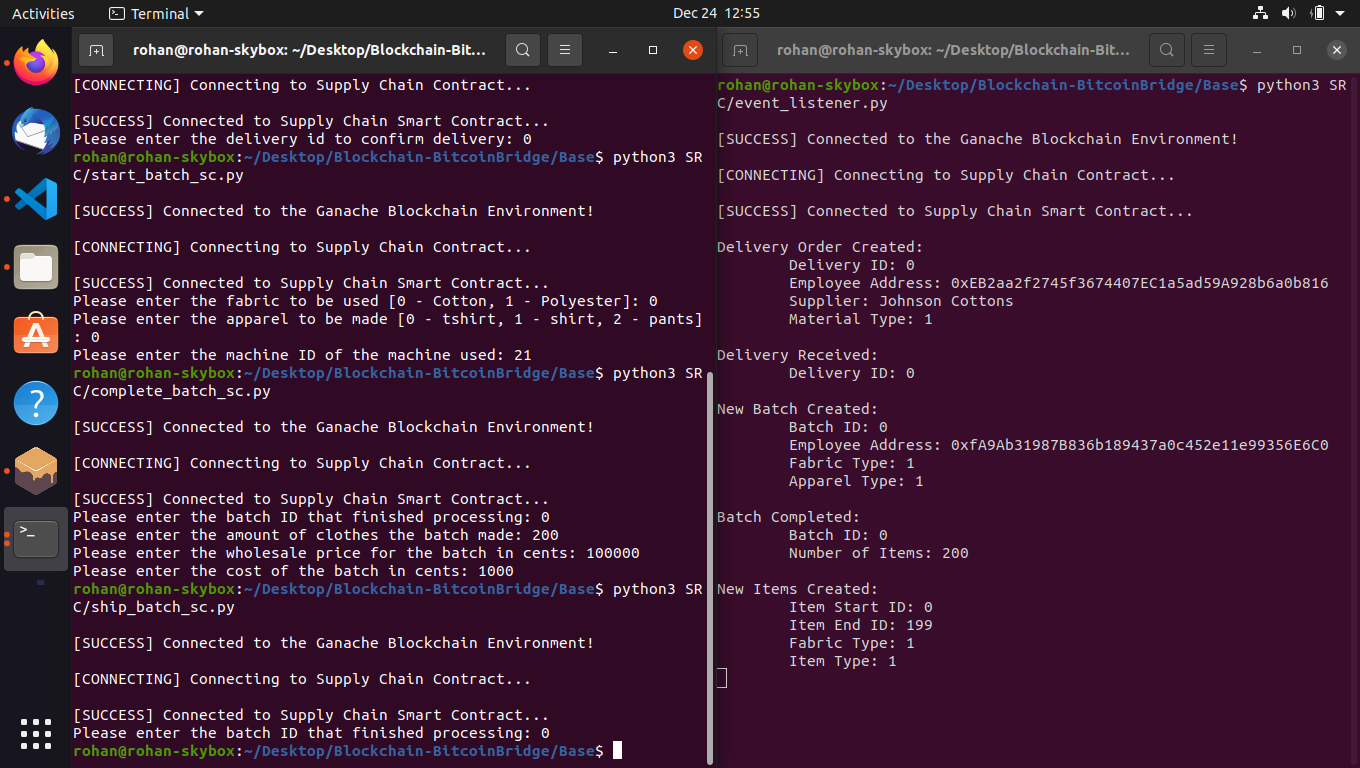 Activities
Terminal
Dec 24 12:55
rohan@rohan-skybox: ~/Desktop/Blockchain-Bit...
[CONNECTING] Connecting to Supply Chain Contract...
[SUCCESS] Connected to Supply Chain Smart Contract...
Please enter the delivery id to confirm delivery: 0
rohan@rohan-skybox:~/Desktop/Blockchain-BitcoinBridge/Base$ python3 SR
C/start_batch_sc.py
[SUCCESS] Connected to the Ganache Blockchain Environment!
[CONNECTING] Connecting to Supply Chain Contract...
[SUCCESS] Connected to Supply Chain Smart Contract...
Please enter the fabric to be used [0 - Cotton, 1 - Polyester]: 0
Please enter the apparel to be made [0 - tshirt, 1 - shirt, 2 - pants]
: 0
Please enter the machine ID of the machine used: 21
rohan@rohan-skybox:~/Desktop/Blockchain-BitcoinBridge/Base$ python3 SR
C/complete_batch_sc.py
[SUCCESS] Connected to the Ganache Blockchain Environment!
[CONNECTING] Connecting to Supply Chain Contract...
[SUCCESS] Connected to Supply Chain Smart Contract...
Please enter the batch ID that finished processing: 0
Please enter the amount of clothes the batch made: 200
Please enter the wholesale price for the batch in cents: 100000
Please enter the cost of the batch in cents: 1000
rohan@rohan-skybox:~/Desktop/Blockchain-BitcoinBridge/Base$ python3 SR
C/ship_batch_sc.py
[SUCCESS] Connected to the Ganache Blockchain Environment!
[CONNECTING] Connecting to Supply Chain Contract...
[SUCCESS] Connected to Supply Chain Smart Contract...
Please enter the batch ID that finished processing: 0
rohan@rohan-skybox:~/Desktop/Blockchain-BitcoinBridge/Base$
rohan@rohan-skybox: ~/Desktop/Blockchain-Bit...
rohan@rohan-skybox:~/Desktop/Blockchain-BitcoinBridge/Base$ python3 SR
C/event_listener.py
[SUCCESS] Connected to the Ganache Blockchain Environment!
[CONNECTING] Connecting to Supply Chain Contract...
[SUCCESS] Connected to Supply Chain Smart Contract...
Delivery Order Created:
Delivery ID: 0
Employee Address: 0xEB2aa2f2745f3674407EC1a5ad59A928b6a0b816
Supplier: Johnson Cottons
Material Type: 1
Delivery Received:
Delivery ID: 0
New Batch Created:
Batch ID: 0
Employee Address: 0xfA9Ab31987B836b189437a0c452e11e99356E6C0
Fabric Type: 1
Apparel Type: 1
Batch Completed:
Batch ID: 0
Number of Items: 200
New Items Created:
Item Start ID: 0
Item End ID: 199
Fabric Type: 1
Item Type: 1